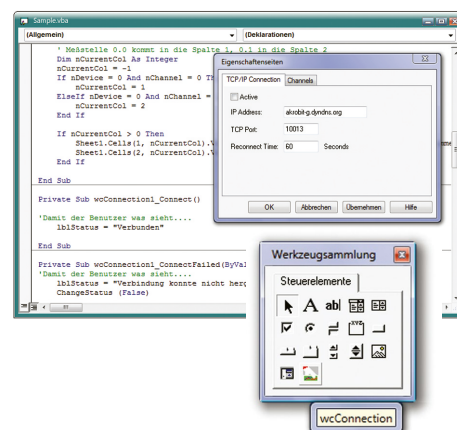 Sample.vba
(Allgemein)
(Deklarationen)
' Meßstelle 0.0 kommt in die Spalte 1, 0.1 in die Spalte 2
Dim nCurrentCol As Integer
nCurrentCol = -1
If nDevice = 0 And nChannel = 0 Th
nCurrentCol = 1
ElseIf nDevice = 0 And nChannel =
nCurrentCol = 2
End If
If nCurrentCol > 0 Then
Sheet1.Cells(1, nCurrentCol).V
Sheet1.Cells(2, nCurrentCol).V
End If
End Sub
Private Sub wcConnection1_Connect()
'Damit der Benutzer was sieht....
lblStatus = "Verbunden"
End Sub
Private Sub wcConnection1_ConnectFailed(ByVal
'Damit der Benutzer was sieht....
lblStatus = "Verbindung konnte nicht herg
ChangeStatus (False)
Eigenschaftenseiten
TCP/IP Connection Channels
Active
IP Address: akrobit-g.dyndns.org
TCP Port: 10013
Reconnect Time: 60 Seconds
OK Abbrechen Übernehmen Hilfe
Werkzeugsammlung
Steuerelemente
A ab|
XYZ
wcConnection